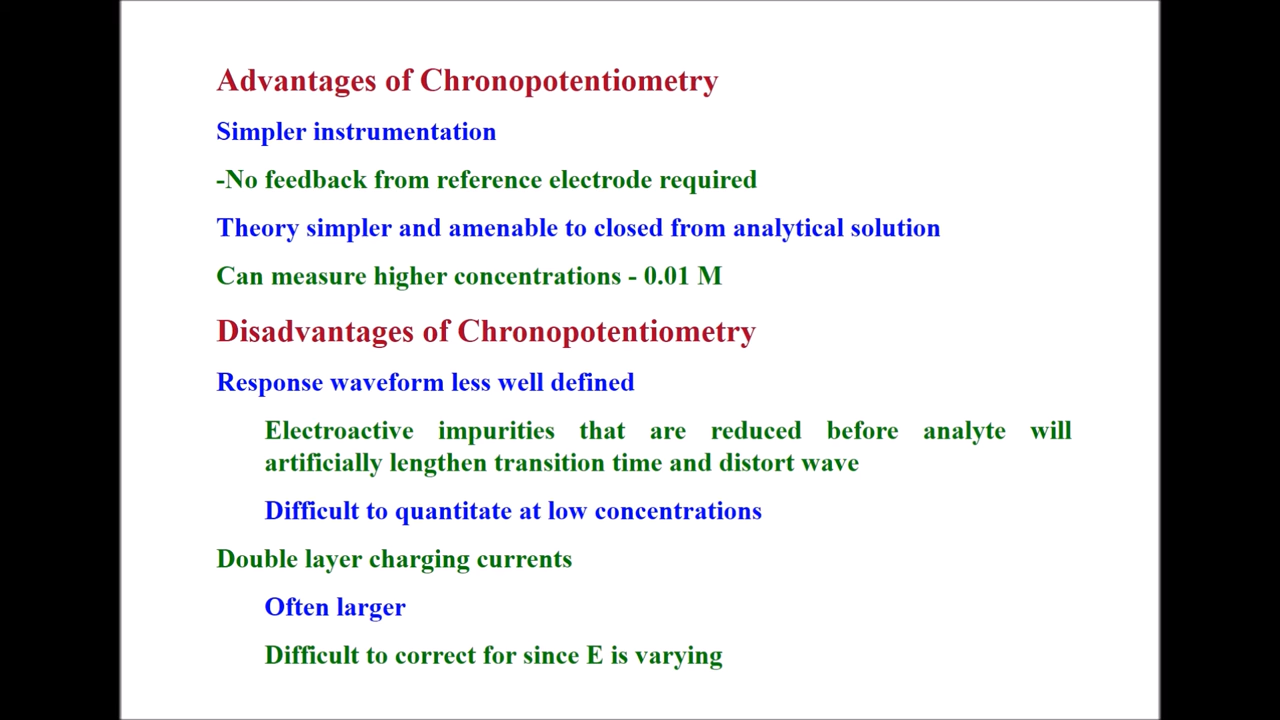 Advantages of Chronopotentiometry
Simpler instrumentation
-No feedback from reference electrode required
Theory simpler and amenable to closed from analytical solution
Can measure higher concentrations - 0.01 M
Disadvantages of Chronopotentiometry
Response waveform less well defined
Electroactive impurities that are reduced before analyte will
artificially lengthen transition time and distort wave
Difficult to quantitate at low concentrations
Double layer charging currents
Often larger
Difficult to correct for since E is varying